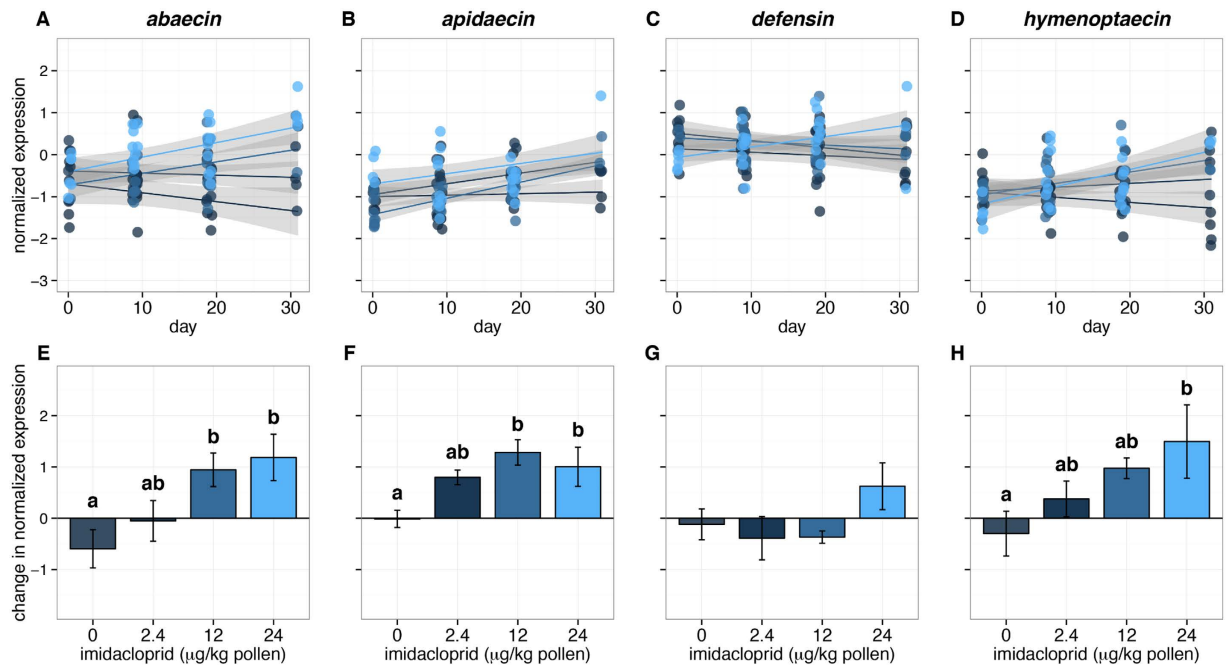 A abaecin B apidaecin C defensin D hymenoptaecin
normalized expression
2
1
0
−1
−2
−3
0 10 20 30 0 10 20 30 0 10 20 30 0 10 20 30
day day day day
E F G H
change in normalized expression
2
1
0
−1
a ab b b
a ab b b
a ab ab b
0 2.4 12 24 0 2.4 12 24 0 2.4 12 24 0 2.4 12 24
imidacloprid (μg/kg pollen) imidacloprid (μg/kg pollen) imidacloprid (μg/kg pollen) imidacloprid (μg/kg pollen)